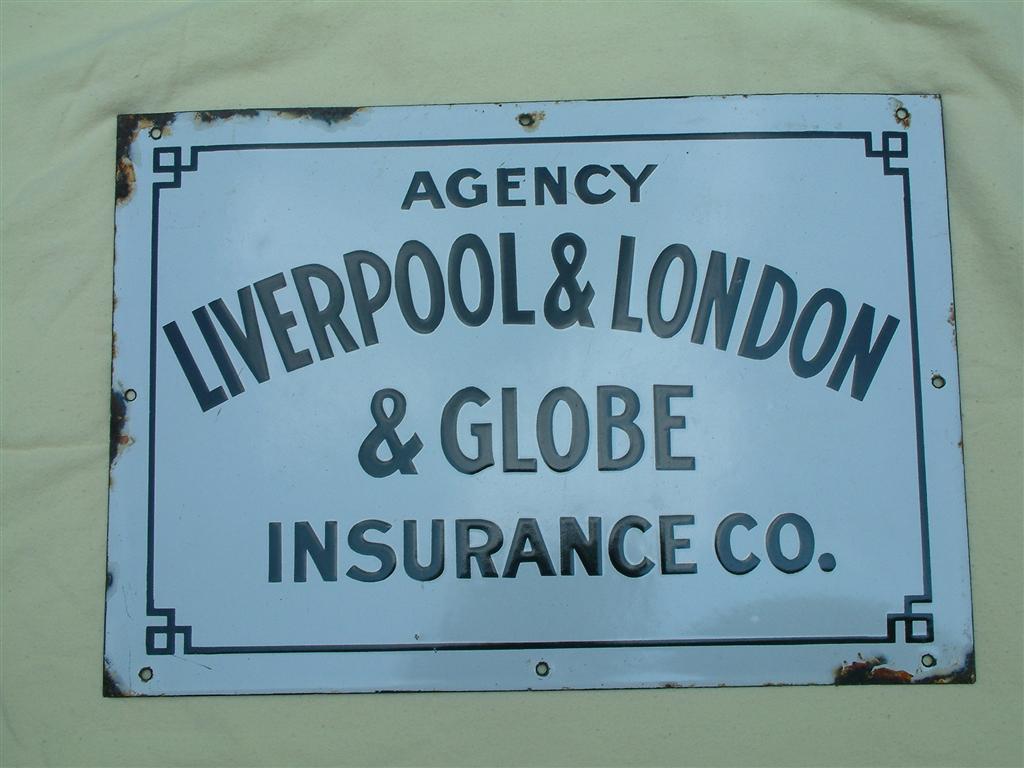 AGENCY
LIVERPOOL & LONDON
& GLOBE
INSURANCE CO.